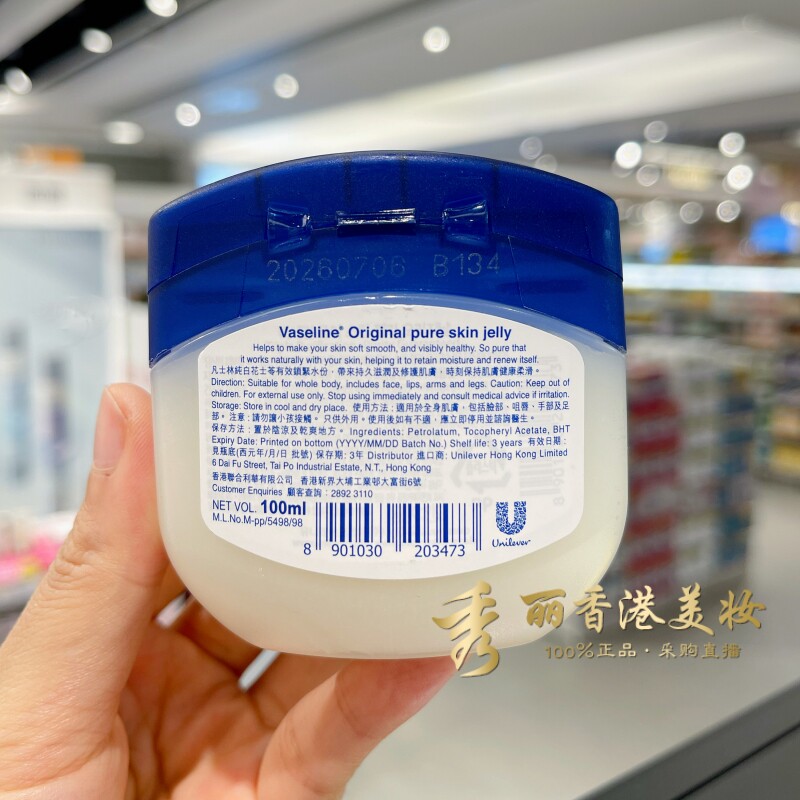 20260706 B134
Vaseline® Original pure skin jelly
Helps to make your skin soft smooth, and visibly healthy. So pure that
it works naturally with your skin, helping it to retain moisture and renew itself.
凡士林純白花士苓有效鎖緊水份，帶來持久滋潤及修護肌膚，時刻保持肌膚健康柔滑。
Direction: Suitable for whole body, includes face, lips, arms and legs. Caution: Keep out of
children. For external use only. Stop using immediately and consult medical advice if irritation.
Storage: Store in cool and dry place. 使用方法：適用於全身肌膚，包括臉部、咀唇、手部及足
部。注意：請勿讓小孩接觸。只供外用。使用後如有不適，應立即停用並諮詢醫生。
保存方法：置於陰涼及乾爽地方。Ingredients: Petrolatum, Tocopheryl Acetate, BHT
Expiry Date: Printed on bottom (YYYY/MM/DD Batch No.) Shelf life: 3 years 有效日期：
見瓶底(西元年/月/日 批號) 保存期: 3年 Distributor 進口商: Unilever Hong Kong Limited
6 Dai Fu Street, Tai Po Industrial Estate, N.T., Hong Kong
香港聯合利華有限公司 香港新界大埔工業邨大富街6號
Customer Enquiries 顧客查詢：2892 3110
NET VOL. 100ml
M.L.No.M-pp/5498/98
8 901030 203473
Unilever
秀丽香港美妆
100%正品·采购直播